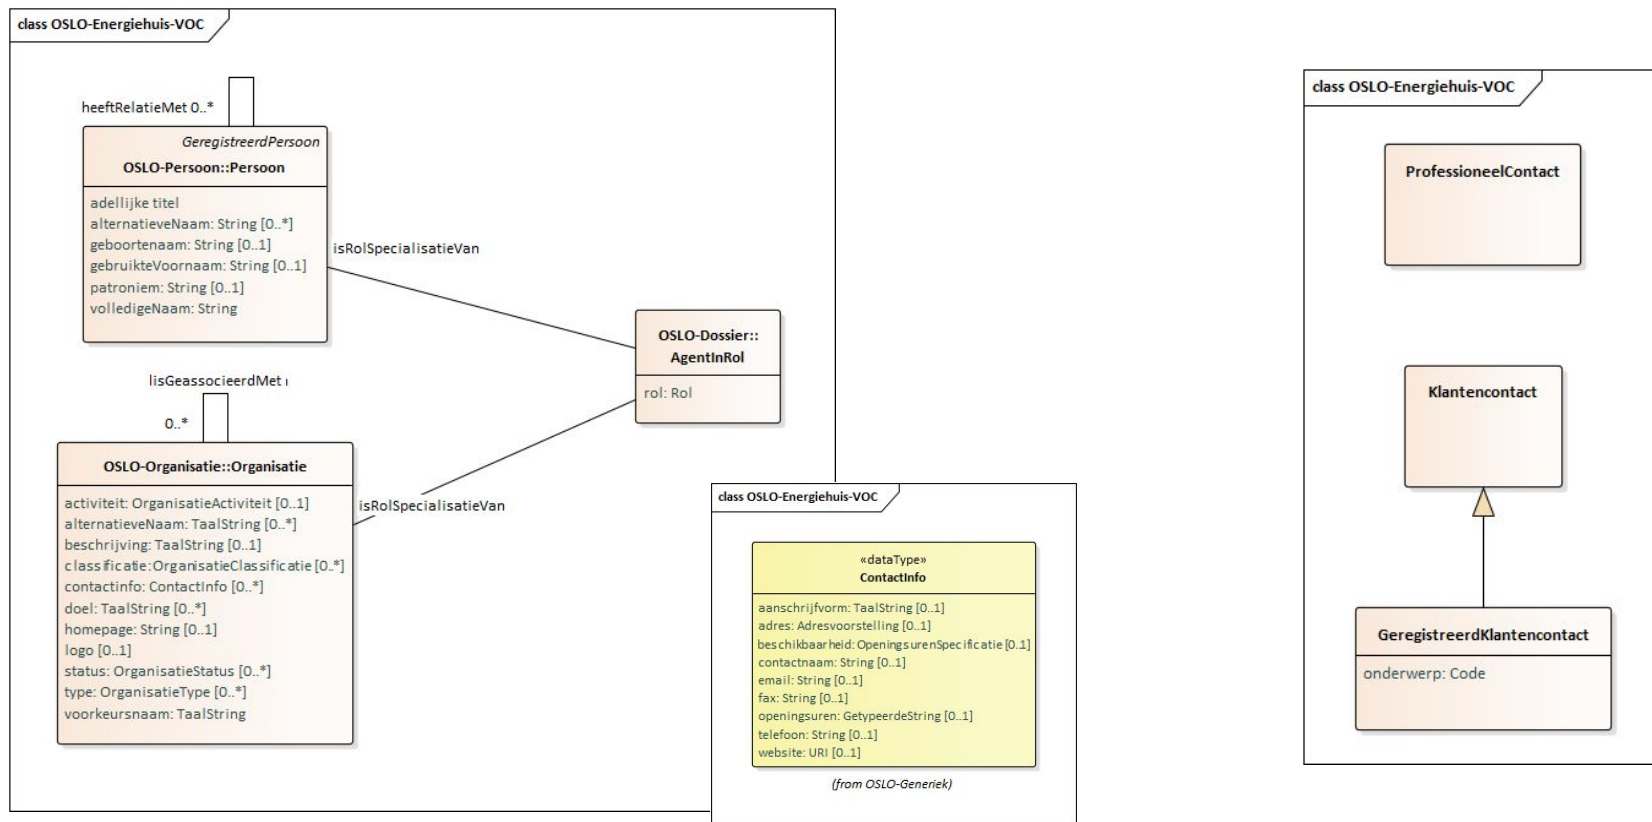 class OSLO-Energiehuis-VOC
heeftRelatieMet 0..*
GeregistreerdPersoon
OSLO-Persoon::Persoon
adellijke titel
alternatieveNaam: String [0..*]
geboortenaam: String [0..1]
gebruikteVoornaam: String [0..1]
patroniem: String [0..1]
volledigeNaam: String
isRolSpecialisatieVan
OSLO-Dossier::
AgentInRol
rol: Rol
lisGeassocieerdMet
0..*
OSLO-Organisatie::Organisatie
activiteit: OrganisatieActiviteit [0..1]
alternatieveNaam: TaalString [0..*]
beschrijving: TaalString [0..1]
classificatie:OrganisatieClassificatie [0..*]
contactinfo: ContactInfo [0..*]
doel: TaalString [0..*]
homepage: String [0..1]
logo [0..1]
status: OrganisatieStatus [0..*]
type: OrganisatieType [0..*]
voorkeursnaam: TaalString
isRolSpecialisatieVan
class OSLO-Energiehuis-VOC
«dataType»
ContactInfo
aanschrijfvorm: TaalString [0..1]
adres: Adresvoorstelling [0..1]
beschikbaarheid: OpeningsurenSpecificatie [0.1]
contactnaam: String [0..1]
email: String [0..1]
fax: String [0..1]
openingsuren: GetypeerdeString [0..1]
telefoon: String [0..1]
website: URI [0..1]
(from OSLO-Generiek)
class OSLO-Energiehuis-VOC
ProfessioneelContact
Klantencontact
GeregistreerdKlantencontact
onderwerp: Code